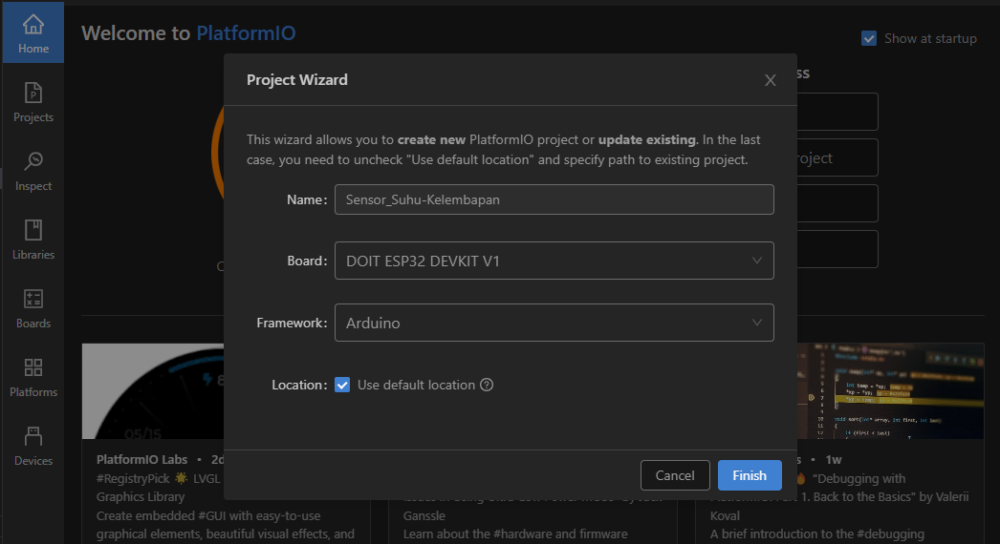 Home
Projects
Inspect
Libraries
Boards
Platforms
Devices
Welcome to PlatformIO
Show at startup
Project Wizard
This wizard allows you to create new PlatformIO project or update existing. In the last
case, you need to uncheck "Use default location" and specify path to existing project.
Name:
Sensor_Suhu-Kelembapan
Board:
DOIT ESP32 DEVKIT V1
Framework:
Arduino
Location:
Use default location
Cancel
Finish
05/15
PlatformIO Labs • 2d
#RegistryPick LVGL
Graphics Library
Create embedded #GUI with easy-to-use
graphical elements, beautiful visual effects, and
Ganssle
Learn about the #hardware and firmware
• 1w
"Debugging with
1. Back to the Basics" by Valerii
Koval
A brief introduction to the #debugging